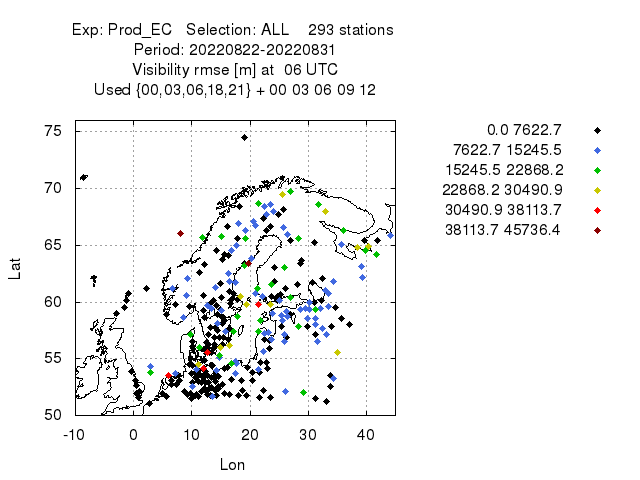 Exp: Prod_EC   Selection: ALL    293 stations
Period: 20220822-20220831
Visibility rmse [m] at  06 UTC
Used {00,03,06,18,21} + 00 03 06 09 12
75
70
65
60
55
50
Lat
-10 0 10 20 30 40
Lon
0.0 7622.7
7622.7 15245.5
15245.5 22868.2
22868.2 30490.9
30490.9 38113.7
38113.7 45736.4